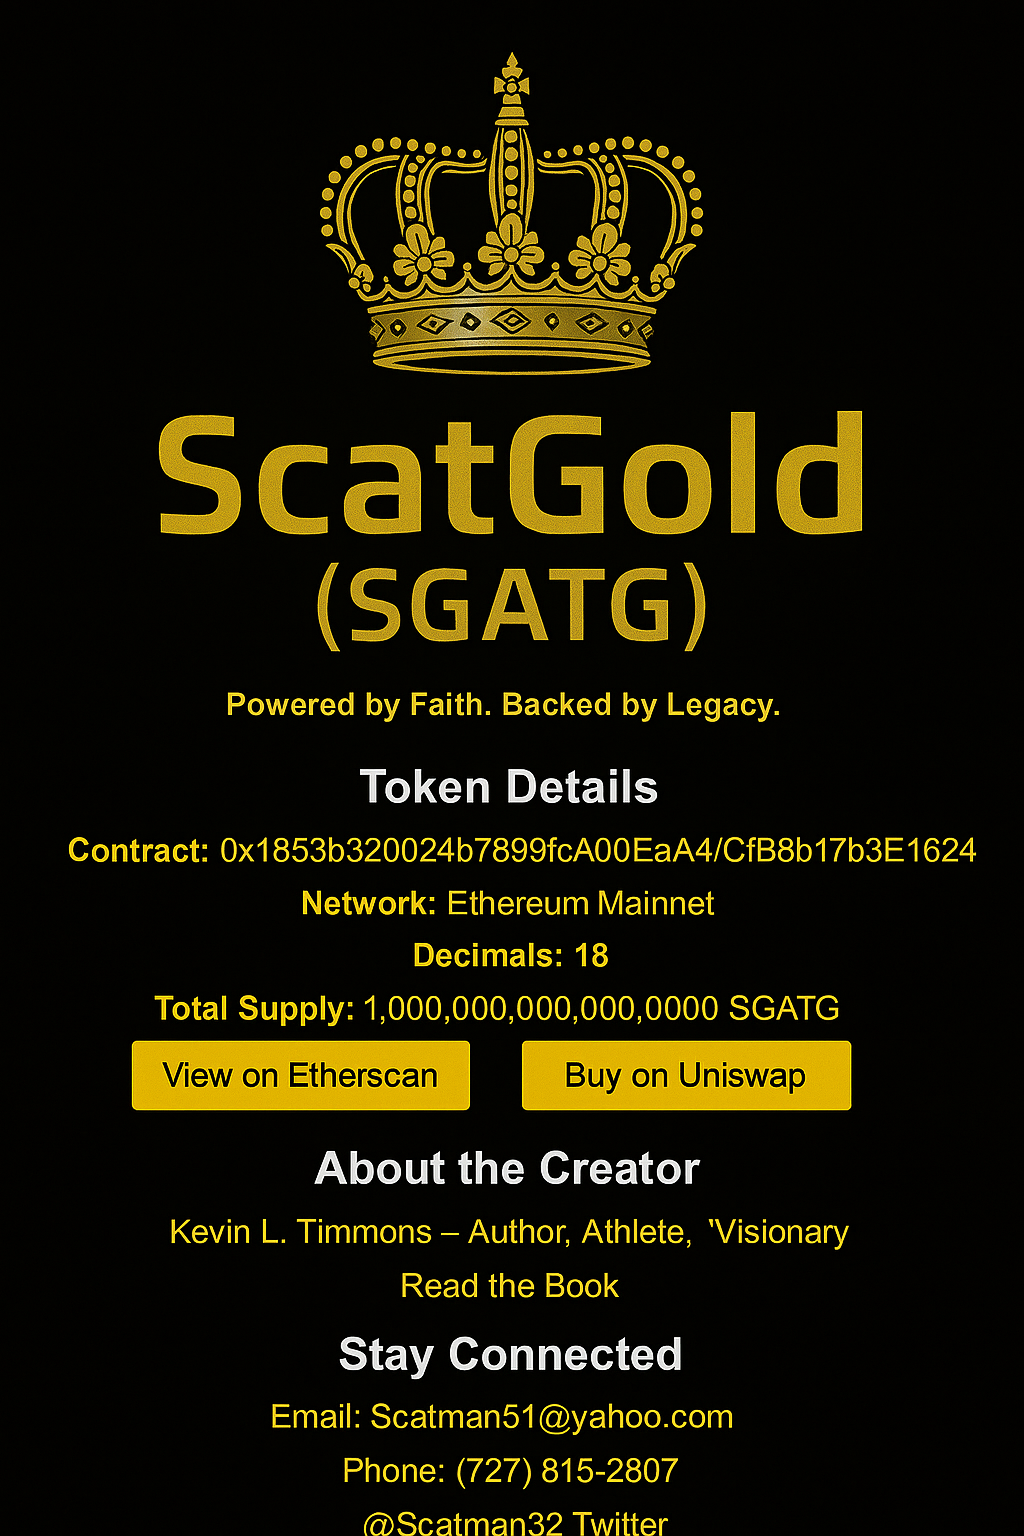 ScatGold
(SGATG)
Powered by Faith. Backed by Legacy.
Token Details
Contract: 0x1853b320024b7899fcA00EaA4/CfB8b17b3E1624
Network: Ethereum Mainnet
Decimals: 18
Total Supply: 1,000,000,000,000,0000 SGATG
View on Etherscan
Buy on Uniswap
About the Creator
Kevin L. Timmons – Author, Athlete, 'Visionary
Read the Book
Stay Connected
Email: Scatman51@yahoo.com
Phone: (727) 815-2807
@Scatman32 Twitter